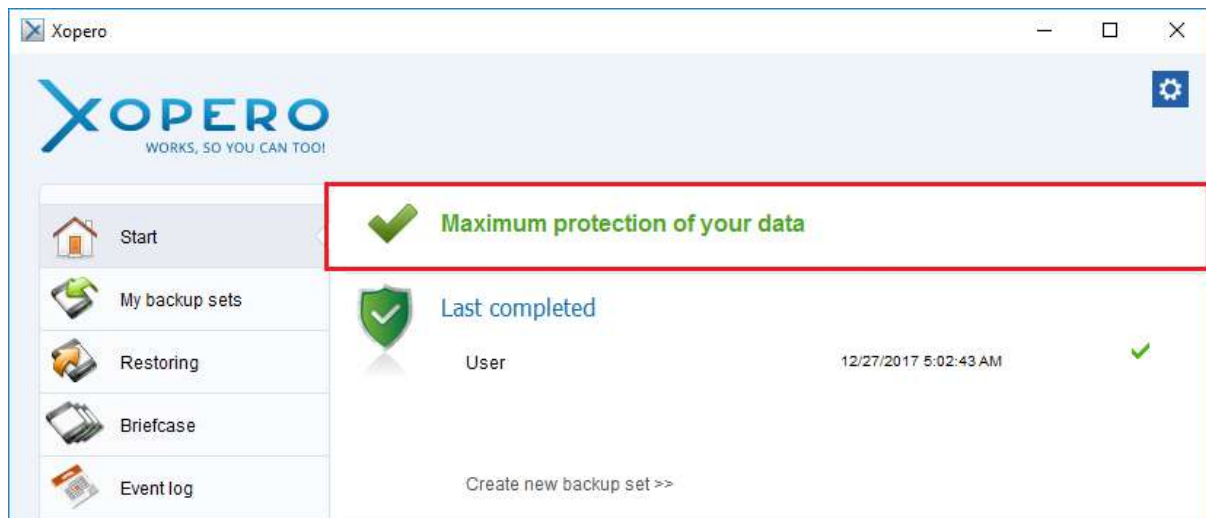 Xopero
XOPERO
WORKS, SO YOU CAN TOO!
Start
My backup sets
Restoring
Briefcase
Event log
Maximum protection of your data
Last completed
User 12/27/2017 5:02:43 AM
Create new backup set >>